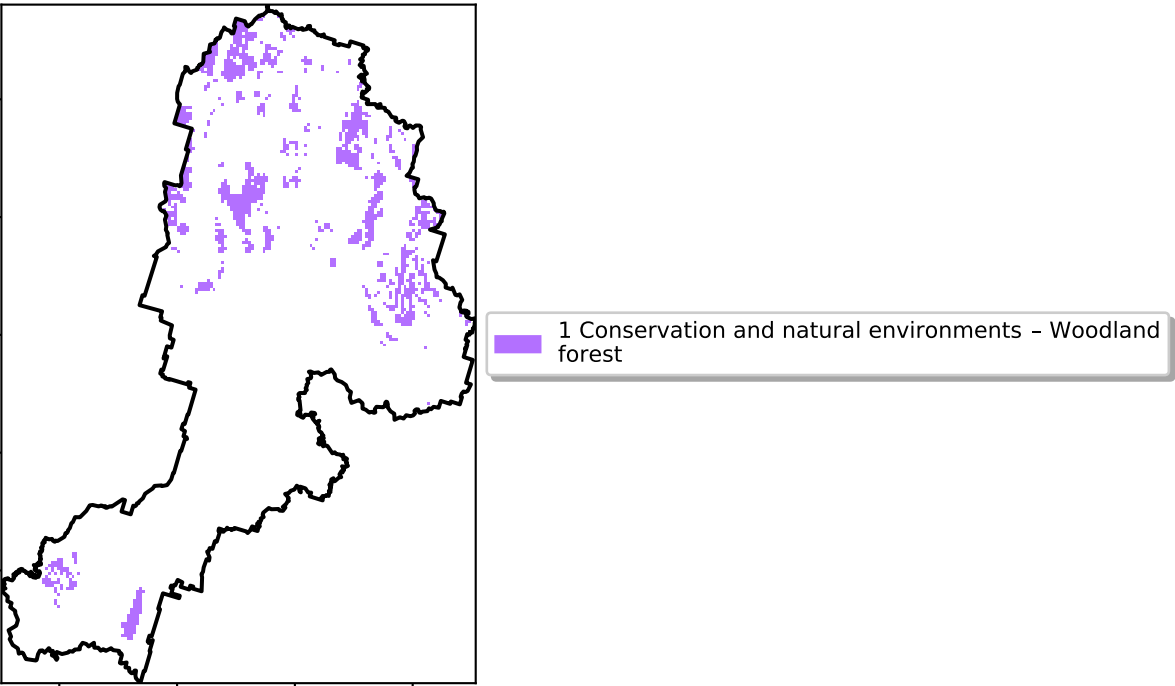 1 Conservation and natural environments – Woodland
forest